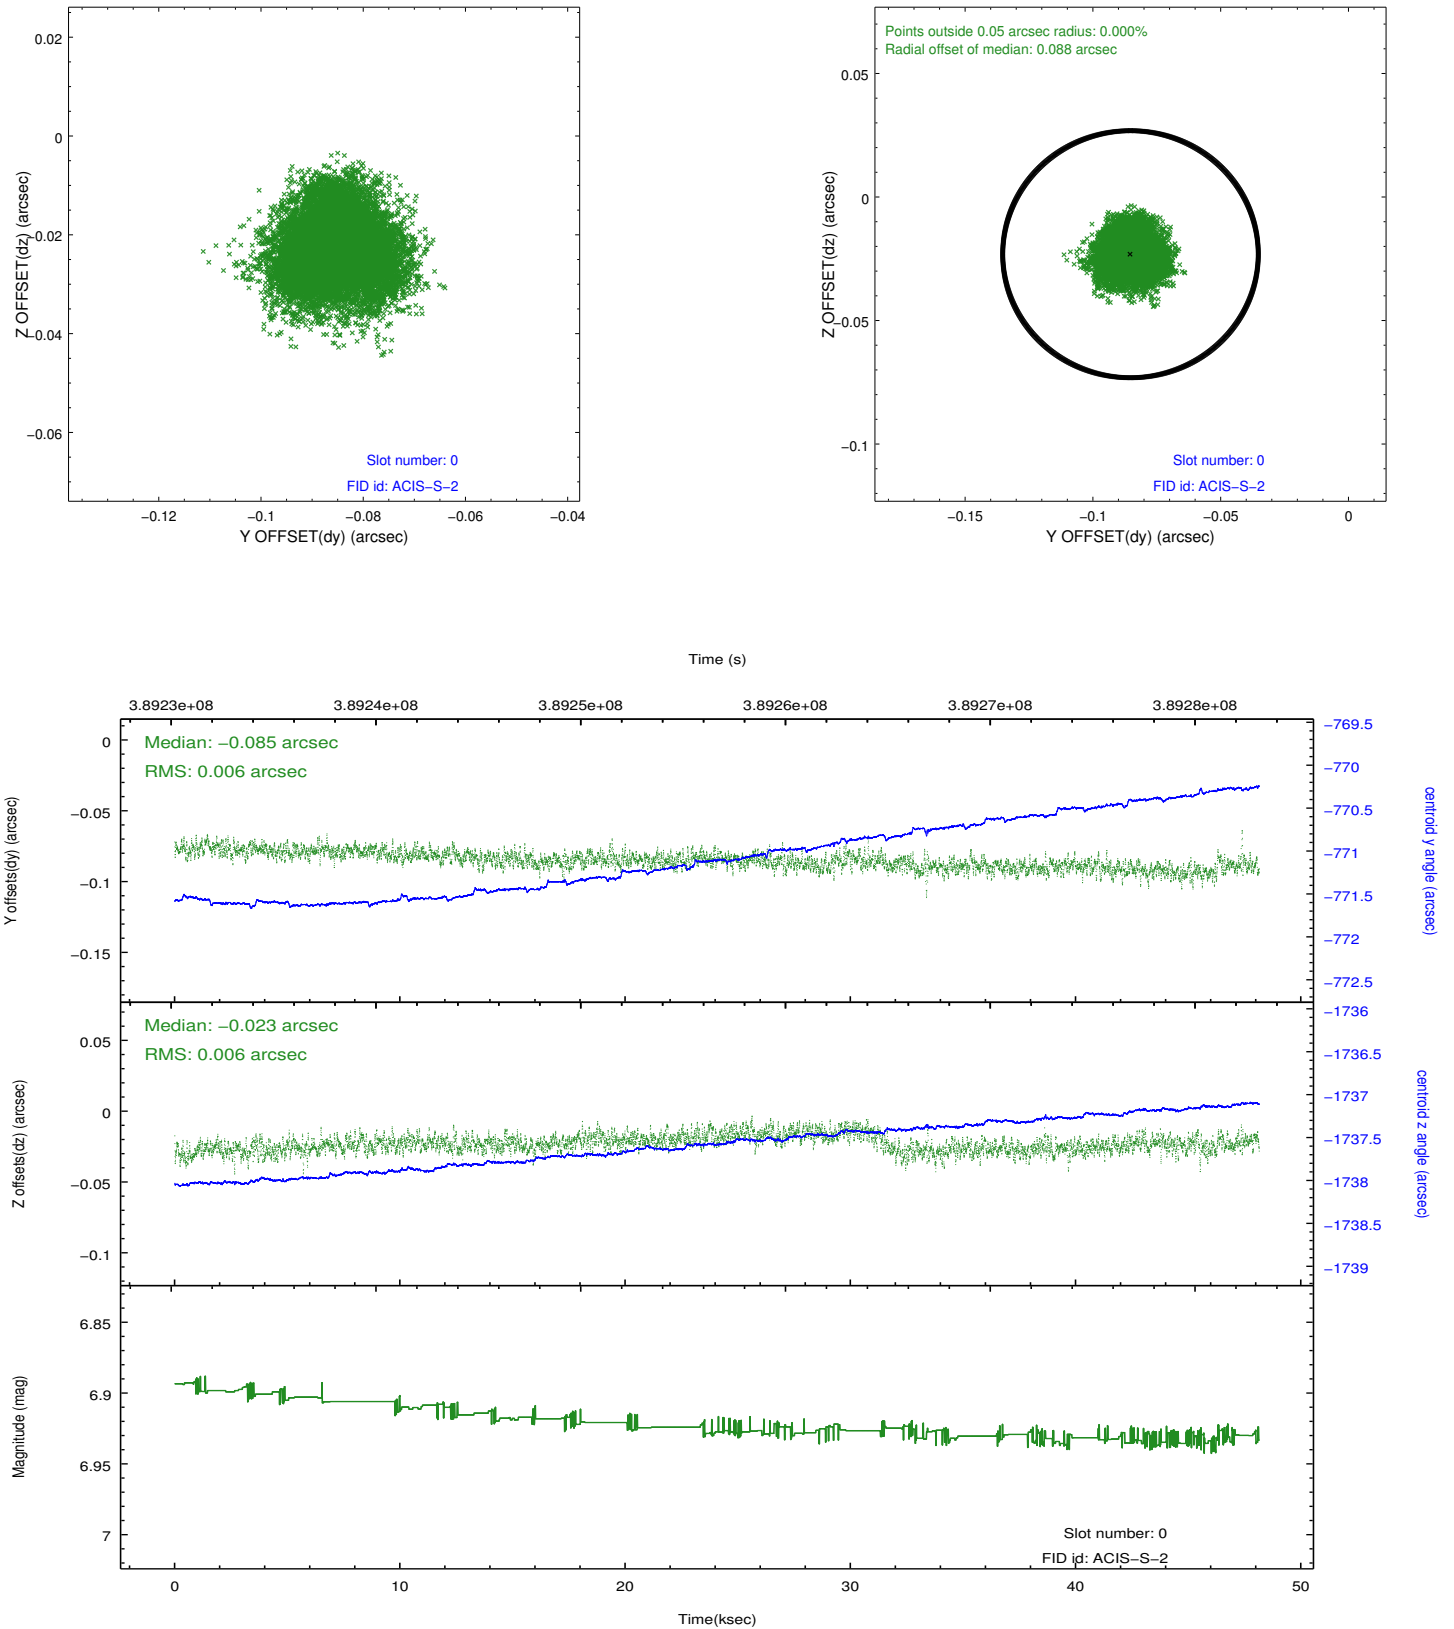 0.02
0
−0.02
−0.04
−0.06
Z OFFSET(dz) (arcsec)
Slot number: 0
FID id: ACIS−S−2
−0.12
−0.1
−0.08
−0.06
−0.04
Y OFFSET(dy) (arcsec)
Points outside 0.05 arcsec radius: 0.000%
Radial offset of median: 0.088 arcsec
0.05
0
−0.05
−0.1
Z OFFSET(dz) (arcsec)
Slot number: 0
FID id: ACIS−S−2
−0.15
−0.1
−0.05
0
Y OFFSET(dy) (arcsec)
Time (s)
3.8923e+08
3.8924e+08
3.8925e+08
3.8926e+08
3.8927e+08
3.8928e+08
Median: −0.085 arcsec
RMS: 0.006 arcsec
0
−0.05
−0.1
−0.15
Y offsets(dy) (arcsec)
−769.5
−770
−770.5
−771
−771.5
−772
−772.5
centroid y angle (arcsec)
Median: −0.023 arcsec
RMS: 0.006 arcsec
0.05
0
−0.05
−0.1
Z offsets(dz) (arcsec)
−1736
−1736.5
−1737
−1737.5
−1738
−1738.5
−1739
centroid z angle (arcsec)
6.85
6.9
6.95
7
Magnitude (mag)
Slot number: 0
FID id: ACIS−S−2
0
10
20
30
40
50
Time(ksec)